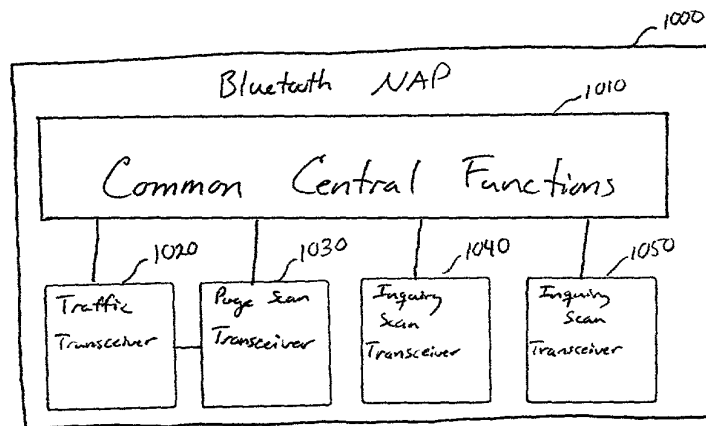 1000
Bluetooth NAP
1010
Common Central Functions
1020
1030
1040
1050
Traffic
Transceiver
Page Scan
Transceiver
Inquiry
Scan
Transceiver
Inquiry
Scan
Transceiver